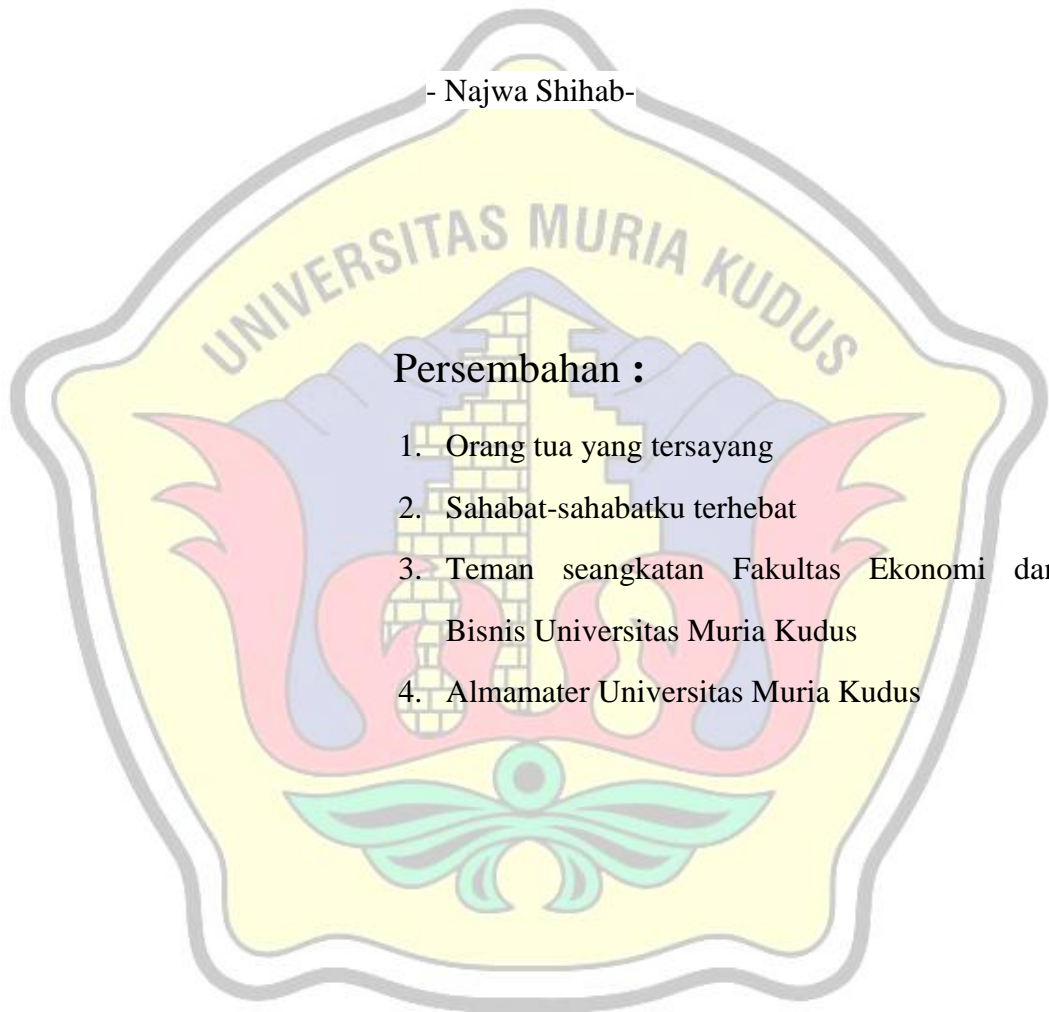 - Najwa Shihab-
UNIVERSITAS MURIA KUDUS
Persembahan :
1. Orang tua yang tersayang
2. Sahabat-sahabatku terhebat
3. Teman seangkatan Fakultas Ekonomi dan
Bisnis Universitas Muria Kudus
4. Almamater Universitas Muria Kudus